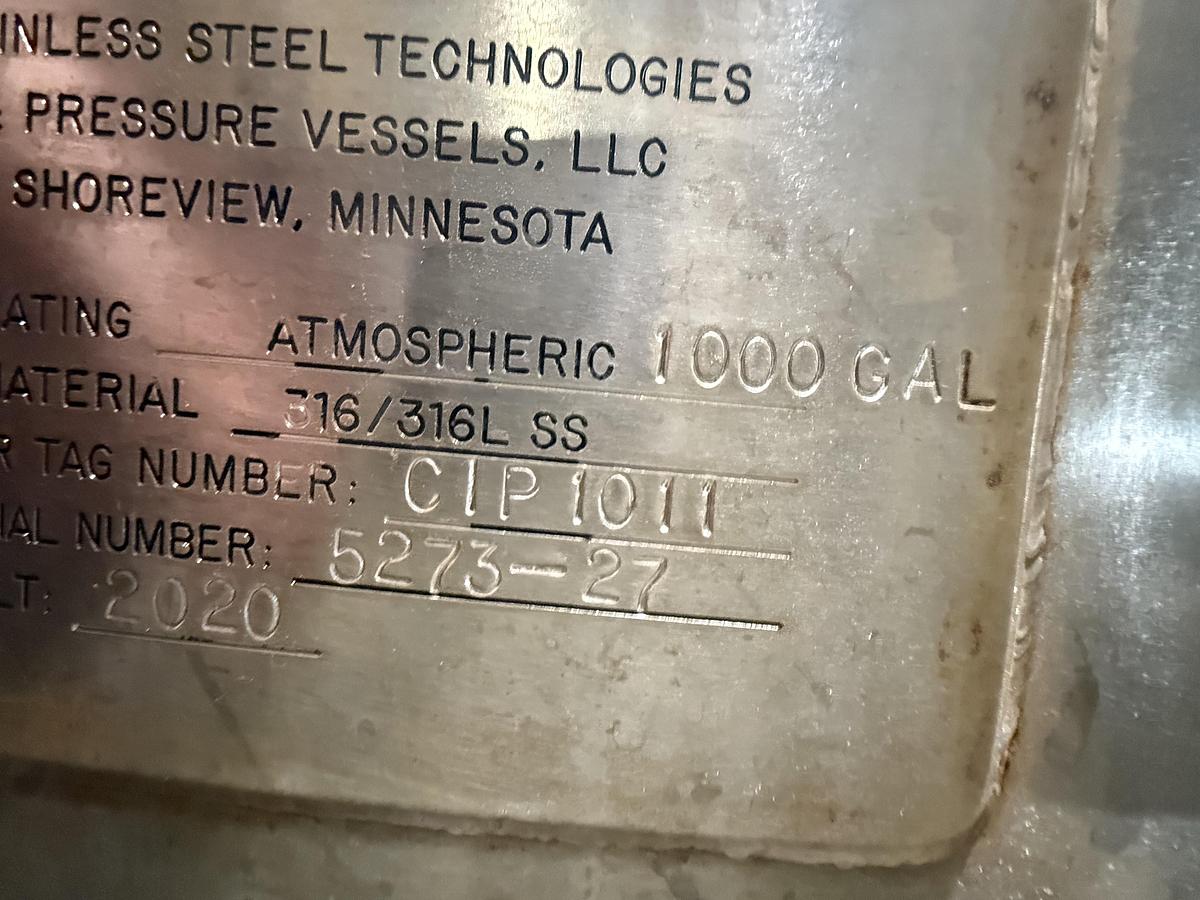 INLESS STEEL TECHNOLOGIES
PRESSURE VESSELS, LLC
SHOREVIEW, MINNESOTA
ATING ATMOSPHERIC 1000 GAL
MATERIAL 316/316L SS
R TAG NUMBER: CIP 1011
IAL NUMBER: 5273-27
LT: 2020